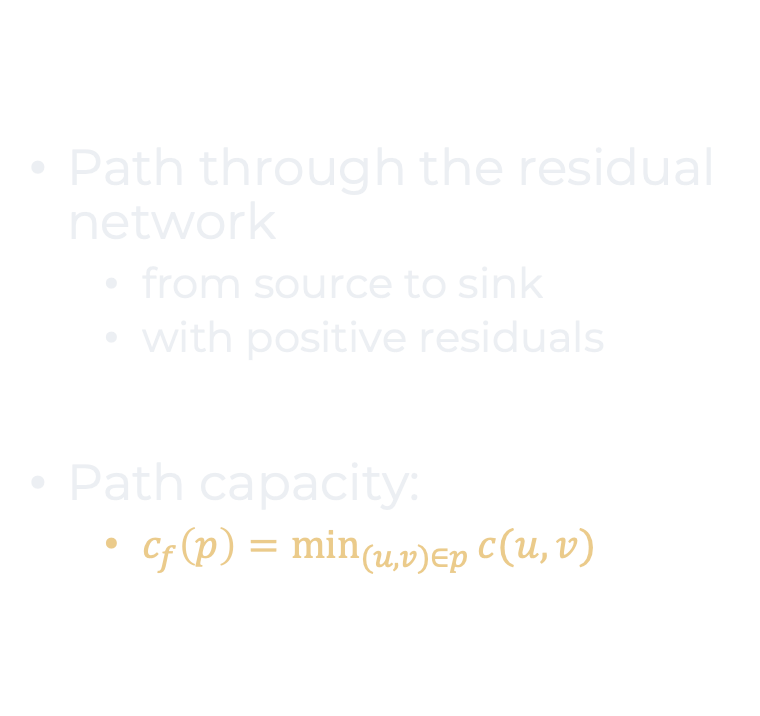 • Path through the residual
network
• from source to sink
• with positive residuals
• Path capacity:
• c_f(p) = min_{(u,v)∈p} c(u, v)